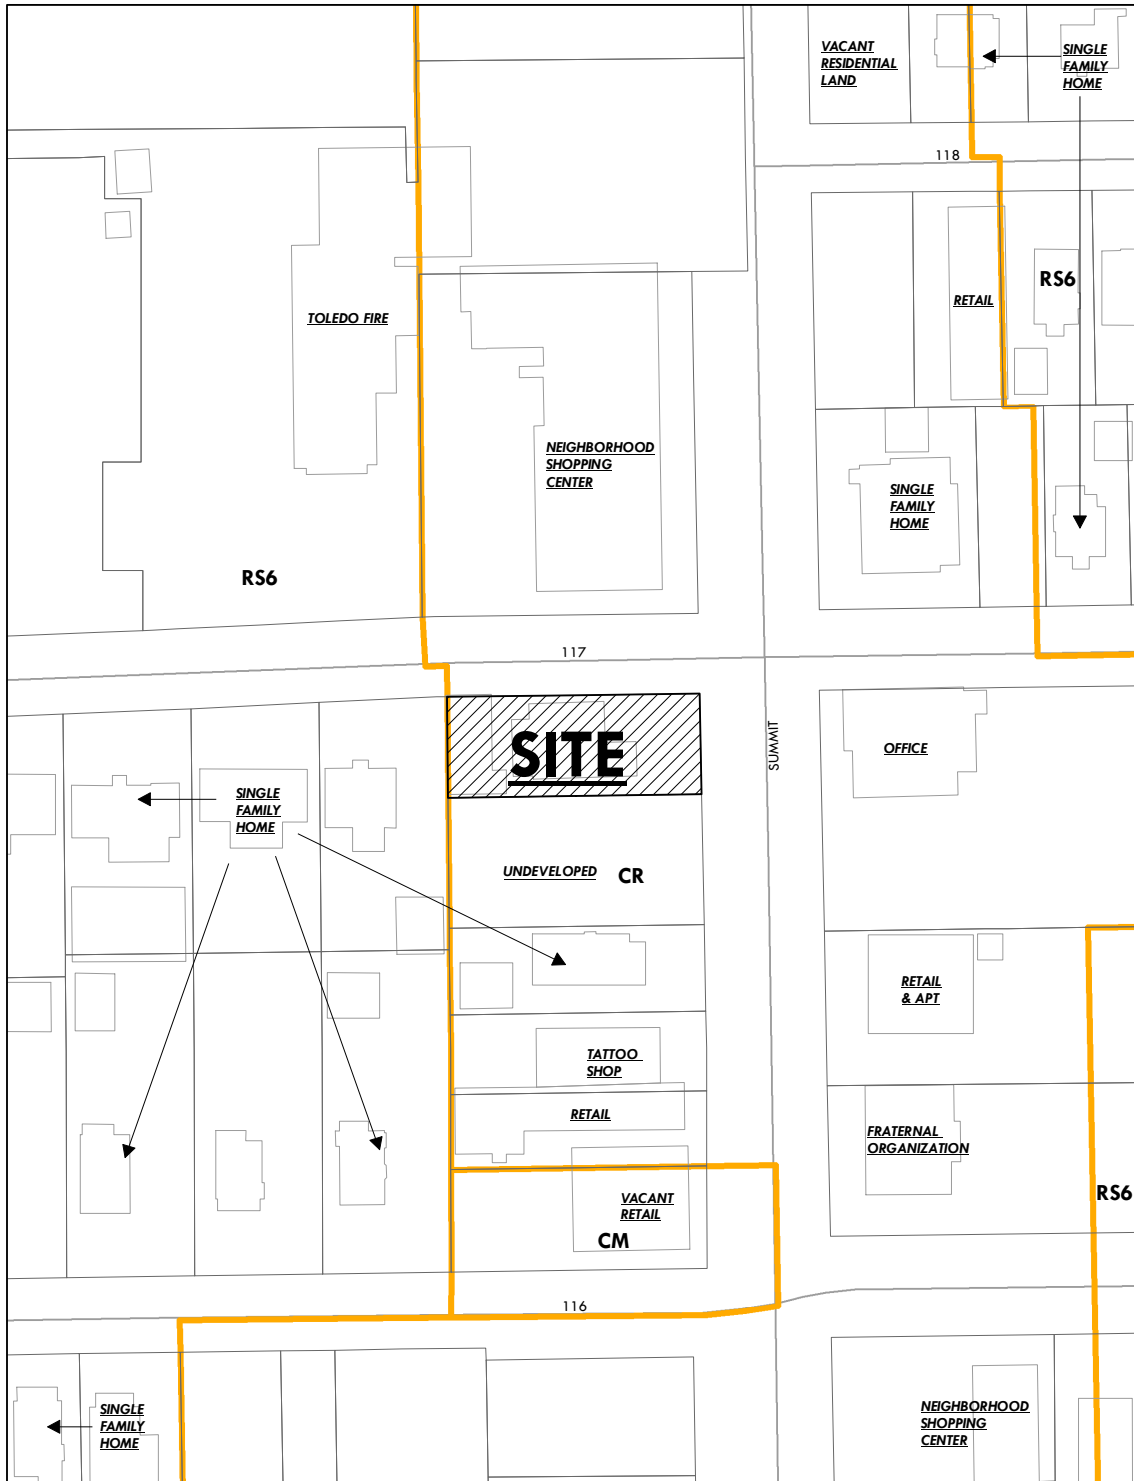 VACANT
RESIDENTIAL
LAND
SINGLE
FAMILY
HOME
118
RS6
RETAIL
TOLEDO FIRE
NEIGHBORHOOD
SHOPPING
CENTER
SINGLE
FAMILY
HOME
RS6
117
SITE
SUMMIT
OFFICE
SINGLE
FAMILY
HOME
UNDEVELOPED
CR
RETAIL
& APT
TATTOO
SHOP
RETAIL
FRATERNAL
ORGANIZATION
VACANT
RETAIL
RS6
CM
116
SINGLE
FAMILY
HOME
NEIGHBORHOOD
SHOPPING
CENTER